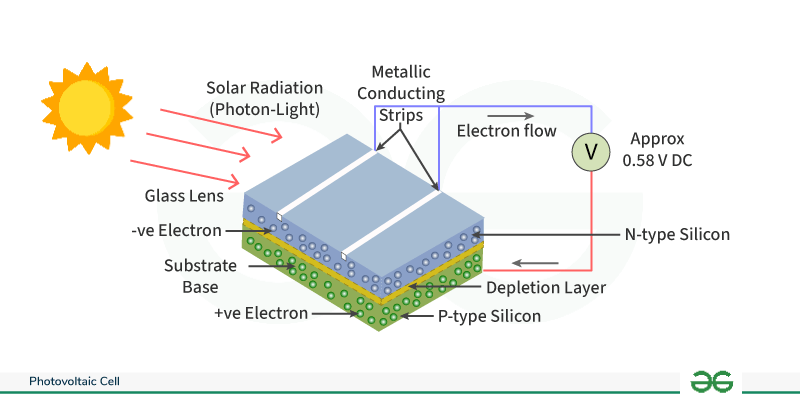 Solar Radiation
(Photon-Light)
Metallic
Conducting
Strips
Electron flow
V
Approx
0.58 V DC
Glass Lens
-ve Electron
N-type Silicon
Substrate
Base
Depletion Layer
+ve Electron
P-type Silicon
Photovoltaic Cell